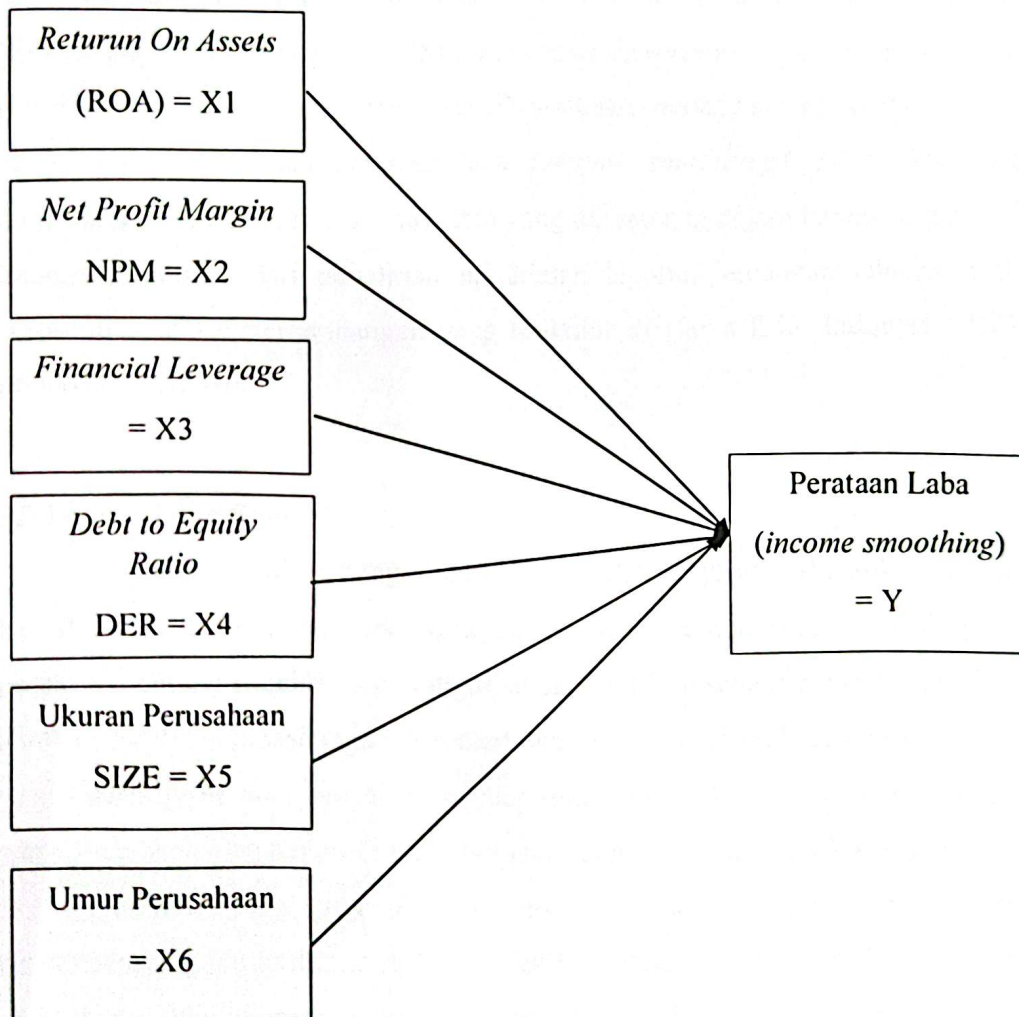 Returun On Assets
(ROA) = X1
Net Profit Margin
NPM = X2
Financial Leverage
= X3
Debt to Equity
Ratio
DER = X4
Ukuran Perusahaan
SIZE = X5
Umur Perusahaan
= X6
Perataan Laba
(income smoothing)
= Y